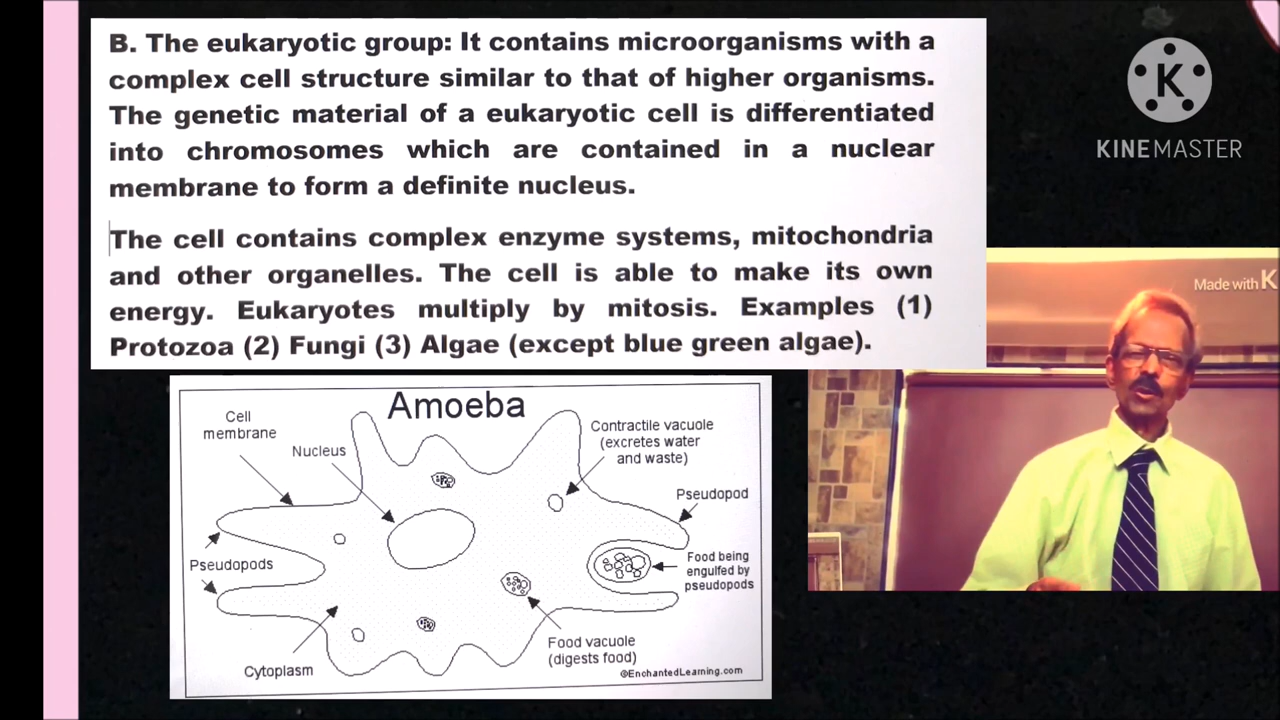 B. The eukaryotic group: It contains microorganisms with a
complex cell structure similar to that of higher organisms.
The genetic material of a eukaryotic cell is differentiated
into chromosomes which are contained in a nuclear
membrane to form a definite nucleus.
The cell contains complex enzyme systems, mitochondria
and other organelles. The cell is able to make its own
energy. Eukaryotes multiply by mitosis. Examples (1)
Protozoa (2) Fungi (3) Algae (except blue green algae).
K
KINEMASTER
Made with K
Amoeba
Cell
membrane
Nucleus
Contractile vacuole
(excretes water
and waste)
Pseudopod
Pseudopods
Food being
engulfed by
pseudopods
Cytoplasm
Food vacuole
(digests food)
©EnchantedLearning.com